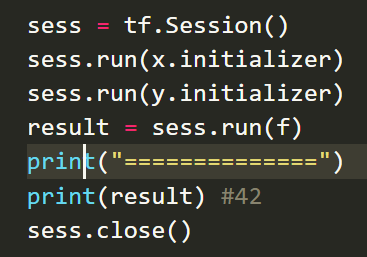 sess = tf.Session()
sess.run(x.initializer)
sess.run(y.initializer)
result = sess.run(f)
print("==============")
print(result) #42
sess.close()